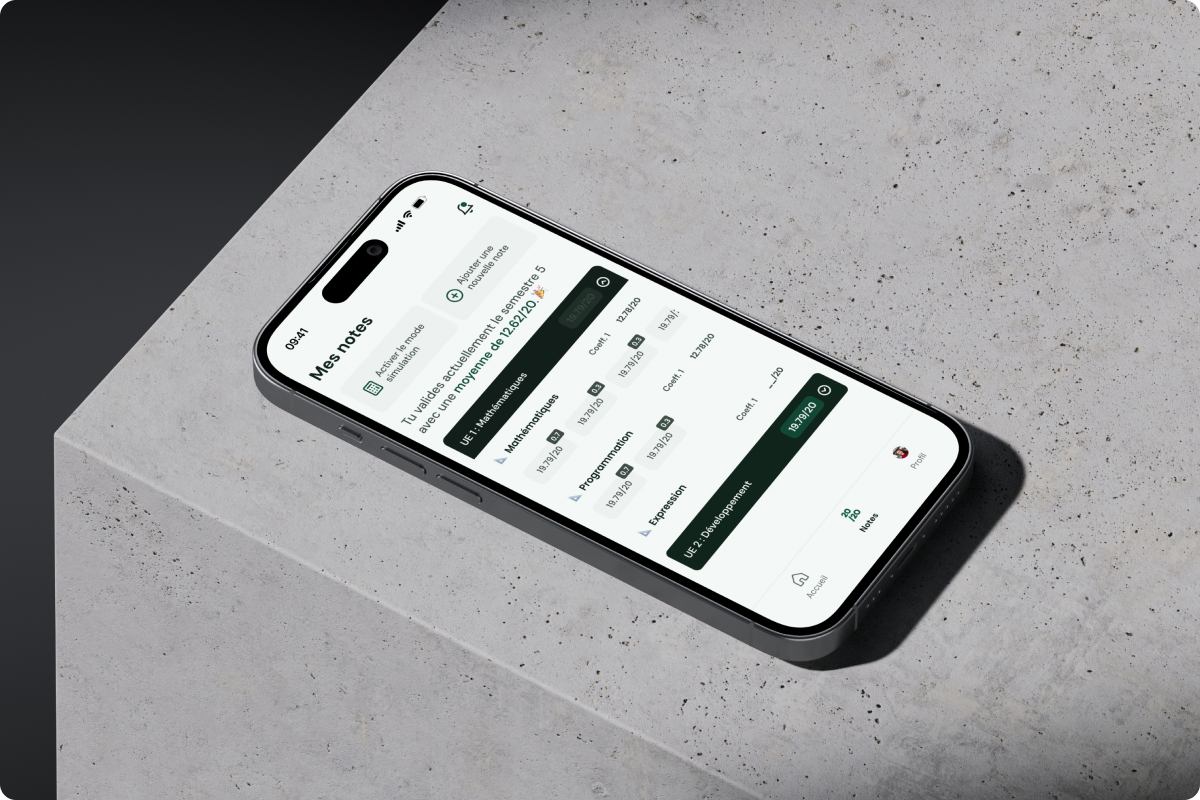 09:41
Mes notes
Activer le mode
simulation
Ajouter une
nouvelle note
Tu valides actuellement le semestre 5
avec une moyenne de 12.62/20.
UE 1 : Mathématiques
19.79/20
Mathématiques
Coeff. 1
12.78/20
19.79/20
0.7
19.79/20
0.3
19.79/20
0.3
19.79/
Programmation
Coeff. 1
12.78/20
19.79/20
0.7
19.79/20
0.3
Expression
Coeff. 1
__/20
UE 2 : Développement
19.79/20
Accueil
20
/20
Notes
Profil